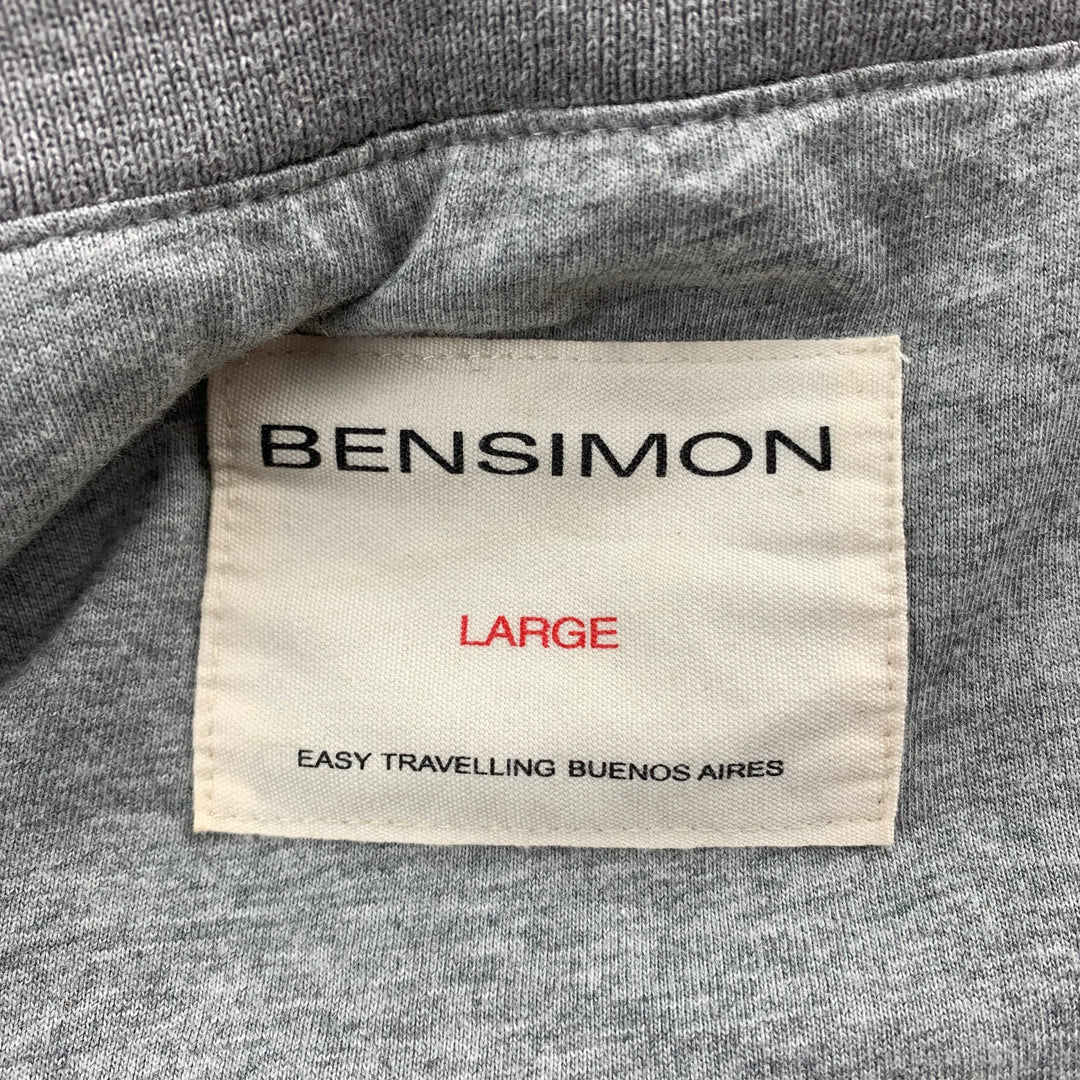 BENSIMON
LARGE
EASY TRAVELLING BUENOS AIRES